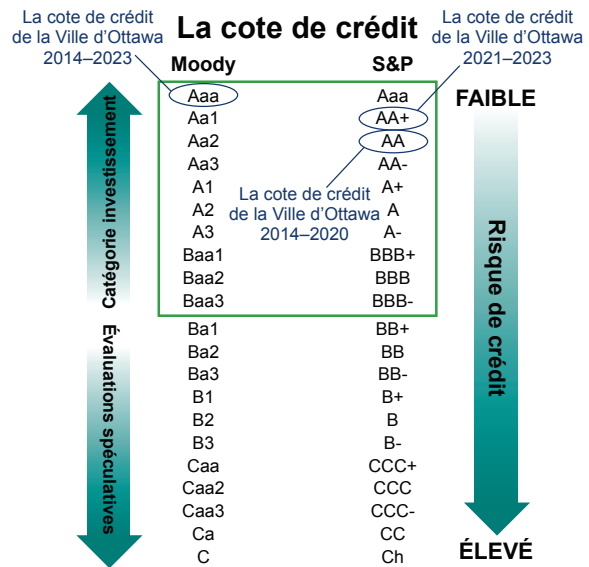 La cote de crédit
La cote de crédit
de la Ville d'Ottawa
2014–2023
La cote de crédit
de la Ville d'Ottawa
2021–2023
Moody S&P
Aaa Aaa
Aa1 AA+
Aa2 AA
Aa3 AA-
A1 A+
A2 A
A3 A-
Baa1 BBB+
Baa2 BBB
Baa3 BBB-
Ba1 BB+
Ba2 BB
Ba3 BB-
B1 B+
B2 B
B3 B-
Caa CCC+
Caa2 CCC
Caa3 CCC-
Ca CC
C Ch
La cote de crédit
de la Ville d'Ottawa
2014–2020
Catégorie investissement
Évaluations spéculatives
FAIBLE
Risque de crédit
ÉLEVÉ